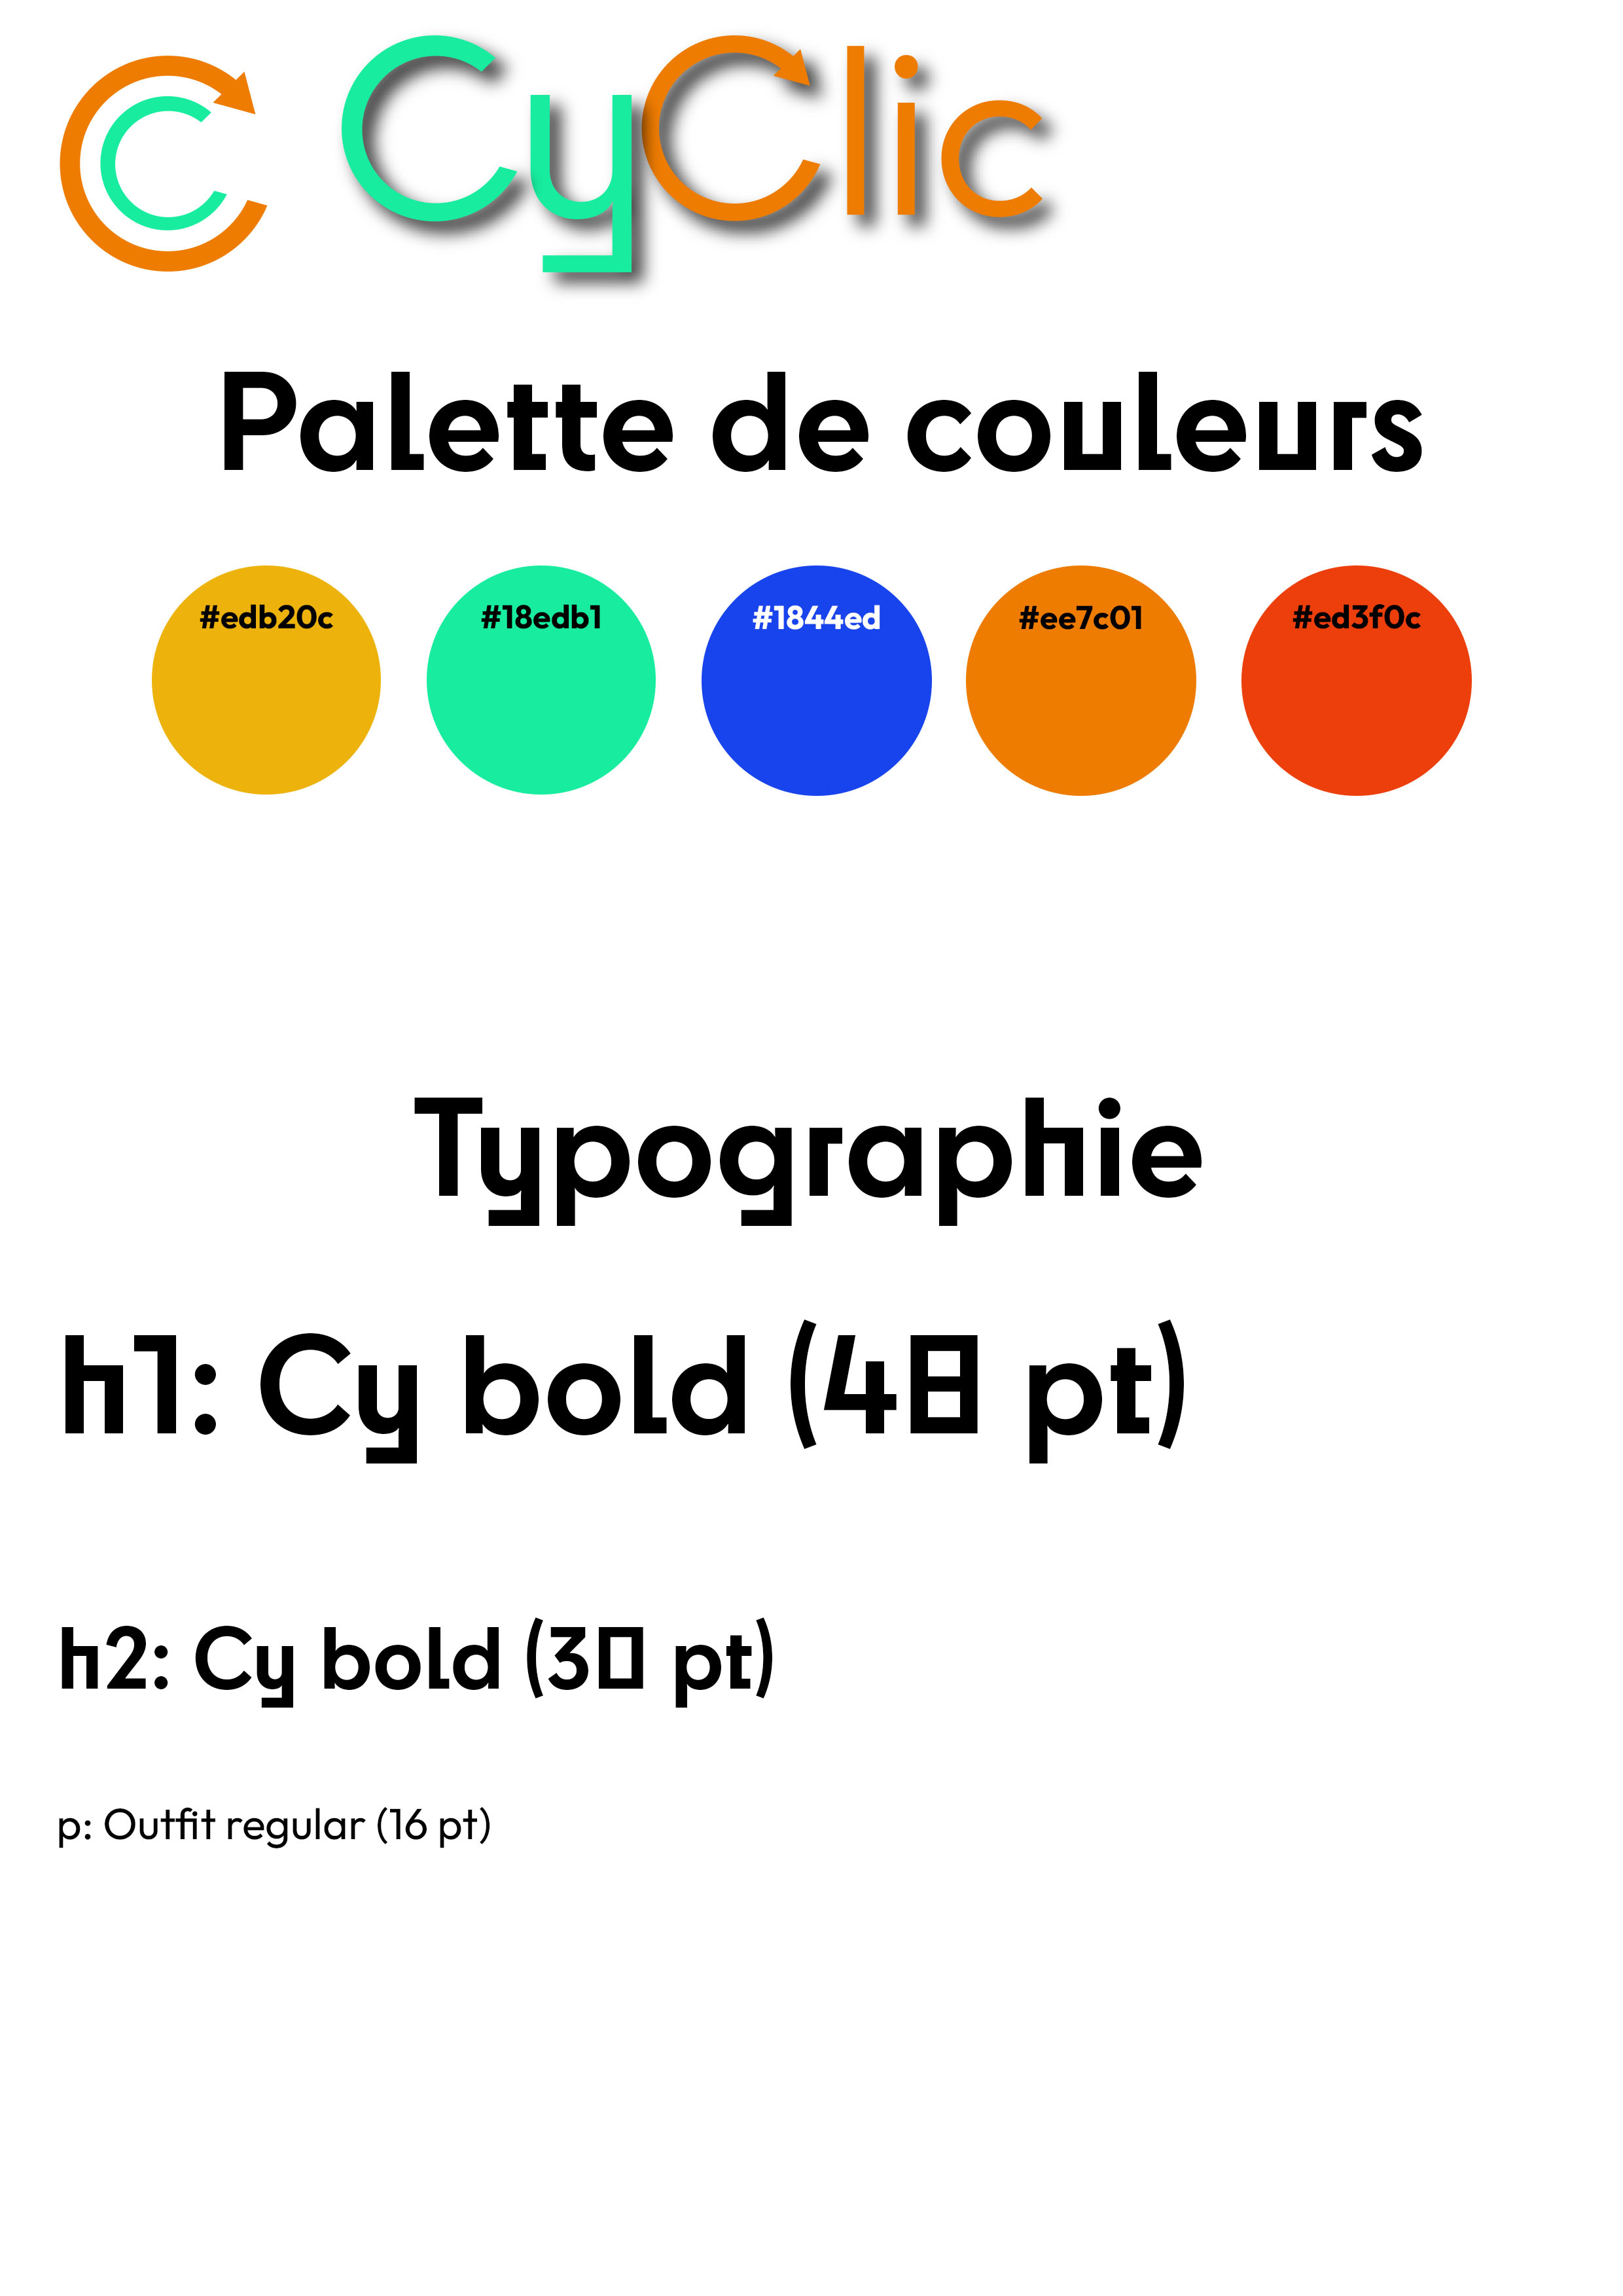 CyClic
Palette de couleurs
#edb20c #18edb1 #1844ed #ee7c01 #ed3f0c
Typographie
h1: Cy bold (48 pt)
h2: Cy bold (30 pt)
p: Outfit regular (16 pt)